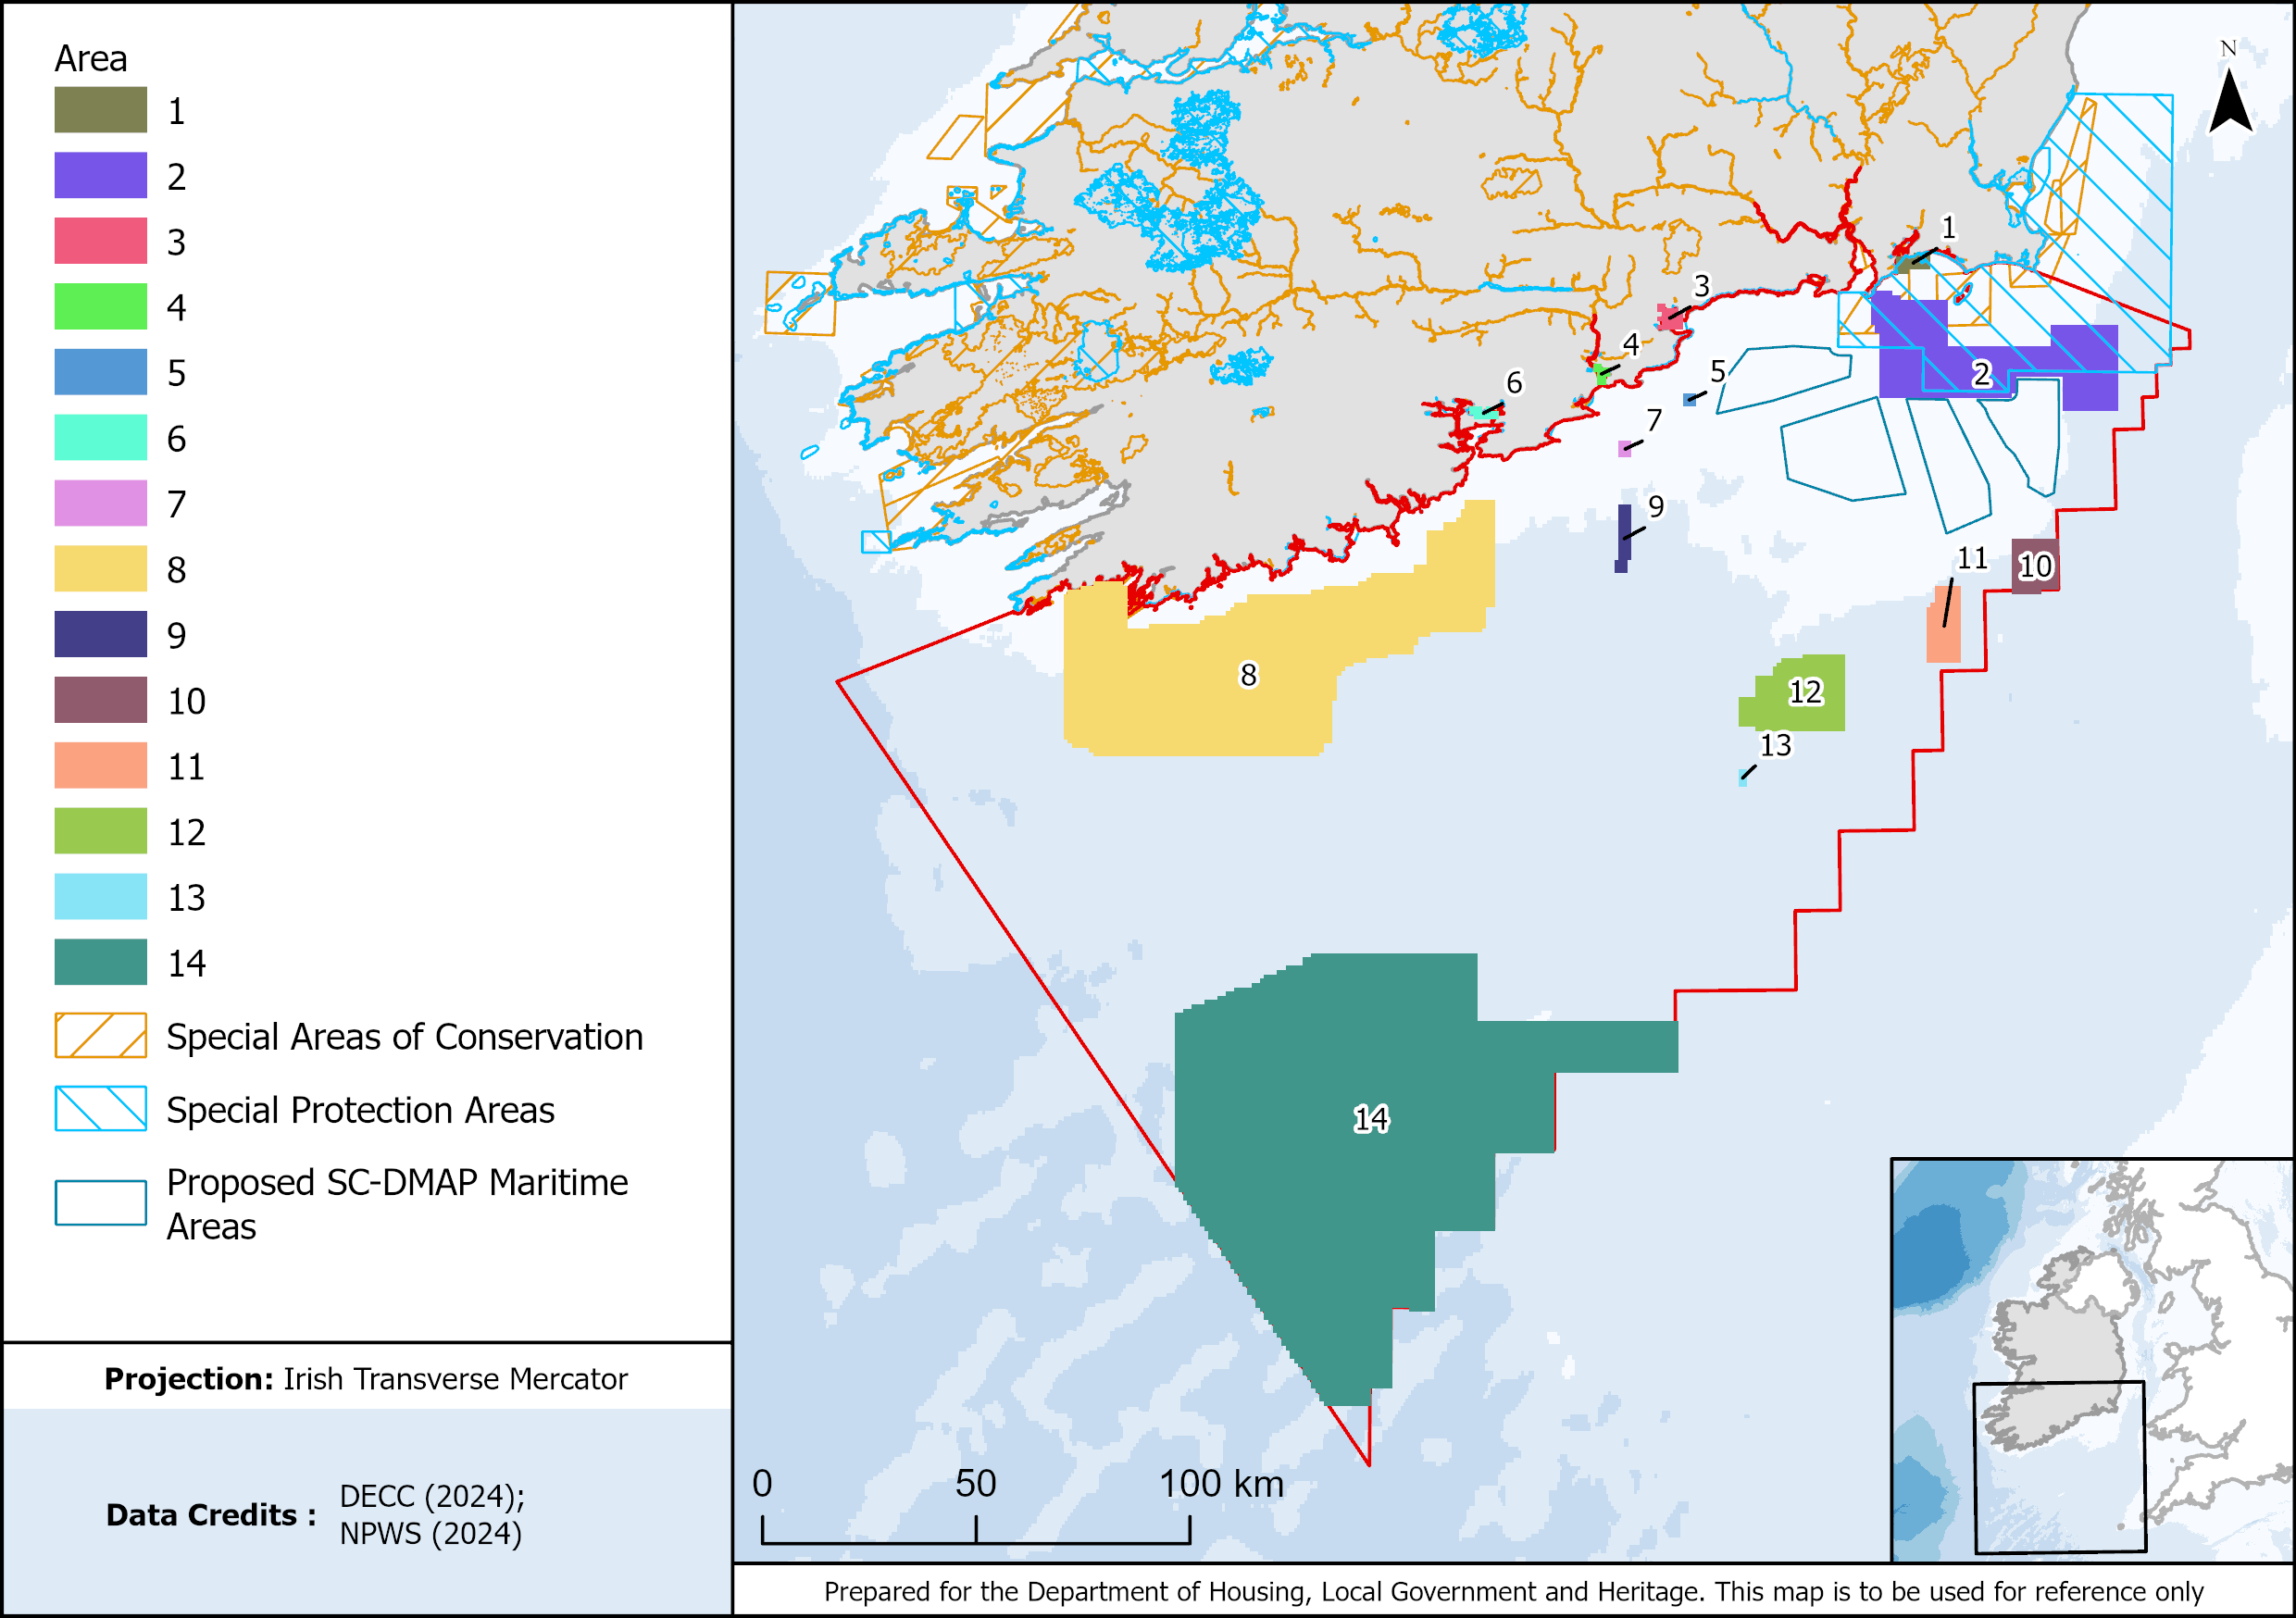 Area
1
2
3
4
5
6
7
8
9
10
11
12
13
14
Special Areas of Conservation
Special Protection Areas
Proposed SC-DMAP Maritime
Areas
Projection: Irish Transverse Mercator
Data Credits :
DECC (2024);
NPWS (2024)
N
1
3
4
2
5
6
7
9
11
10
8
12
13
14
0 50 100 km
Prepared for the Department of Housing, Local Government and Heritage. This map is to be used for reference only